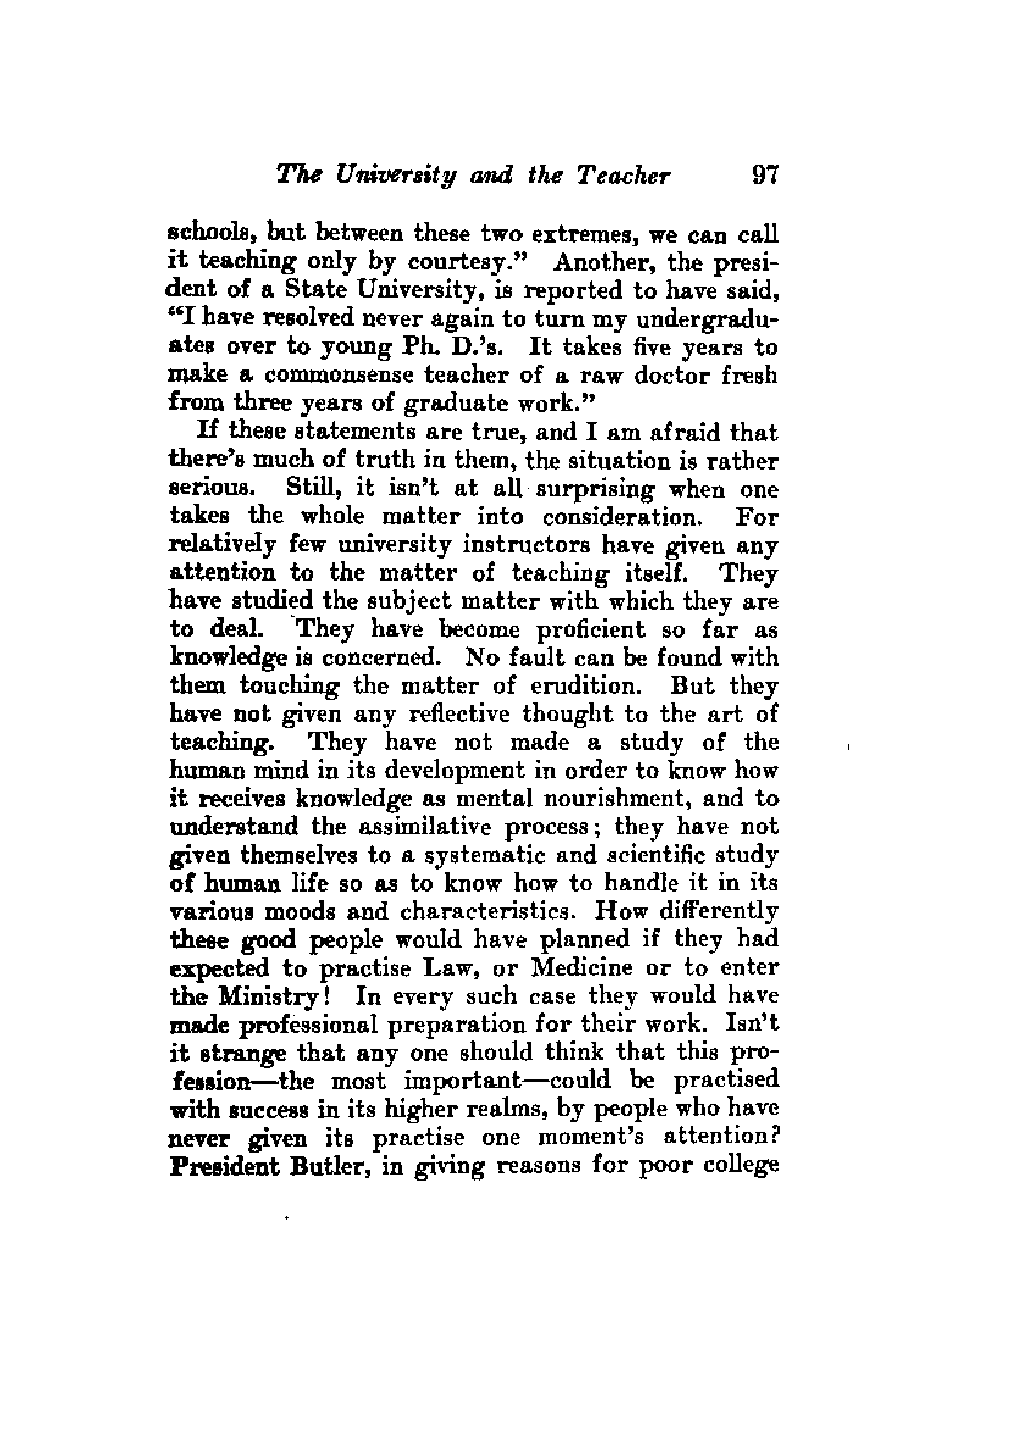 The University and the Teacher 97
schools, but between these two extremes, we can call
it teaching only by courtesy.” Another, the presi-
dent of a State University, is reported to have said,
“I have resolved never again to turn my undergradu-
ates over to young Ph. D.’s. It takes five years to
make a commonsense teacher of a raw doctor fresh
from three years of graduate work.”
If these statements are true, and I am afraid that
there’s much of truth in them, the situation is rather
serious. Still, it isn’t at all surprising when one
takes the whole matter into consideration. For
relatively few university instructors have given any
attention to the matter of teaching itself. They
have studied the subject matter with which they are
to deal. They have become proficient so far as
knowledge is concerned. No fault can be found with
them touching the matter of erudition. But they
have not given any reflective thought to the art of
teaching. They have not made a study of the
human mind in its development in order to know how
it receives knowledge as mental nourishment, and to
understand the assimilative process; they have not
given themselves to a systematic and scientific study
of human life so as to know how to handle it in its
various moods and characteristics. How differently
these good people would have planned if they had
expected to practise Law, or Medicine or to enter
the Ministry! In every such case they would have
made professional preparation for their work. Isn’t
it strange that any one should think that this pro-
fession—the most important—could be practised
with success in its higher realms, by people who have
never given its practise one moment’s attention?
President Butler, in giving reasons for poor college